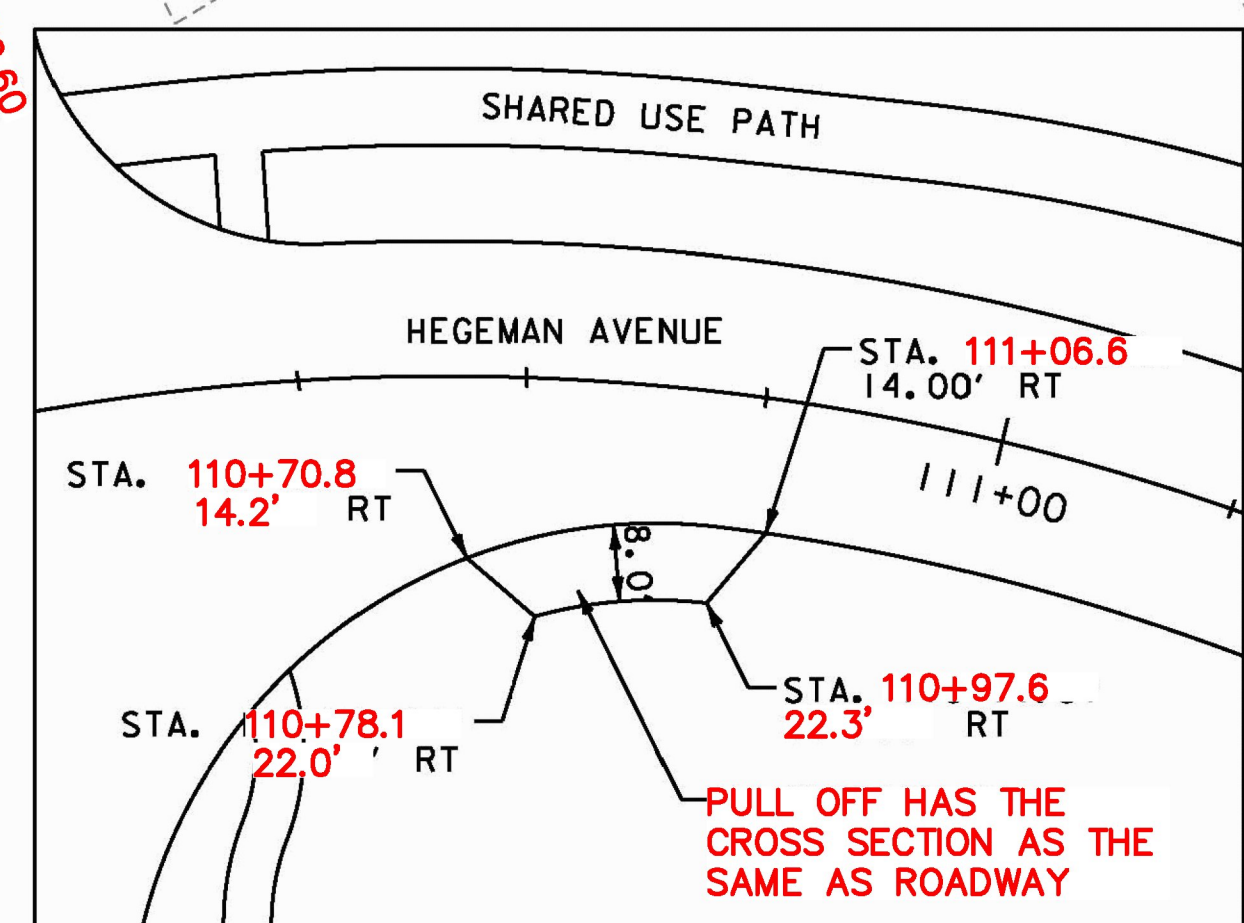 SHARED USE PATH
HEGEMAN AVENUE
STA. 111+06.6
14.00' RT
STA. 110+70.8
14.2' RT
111+00
8.0'
STA. 110+97.6
22.3' RT
STA. 110+78.1
22.0' ' RT
PULL OFF HAS THE
CROSS SECTION AS THE
SAME AS ROADWAY